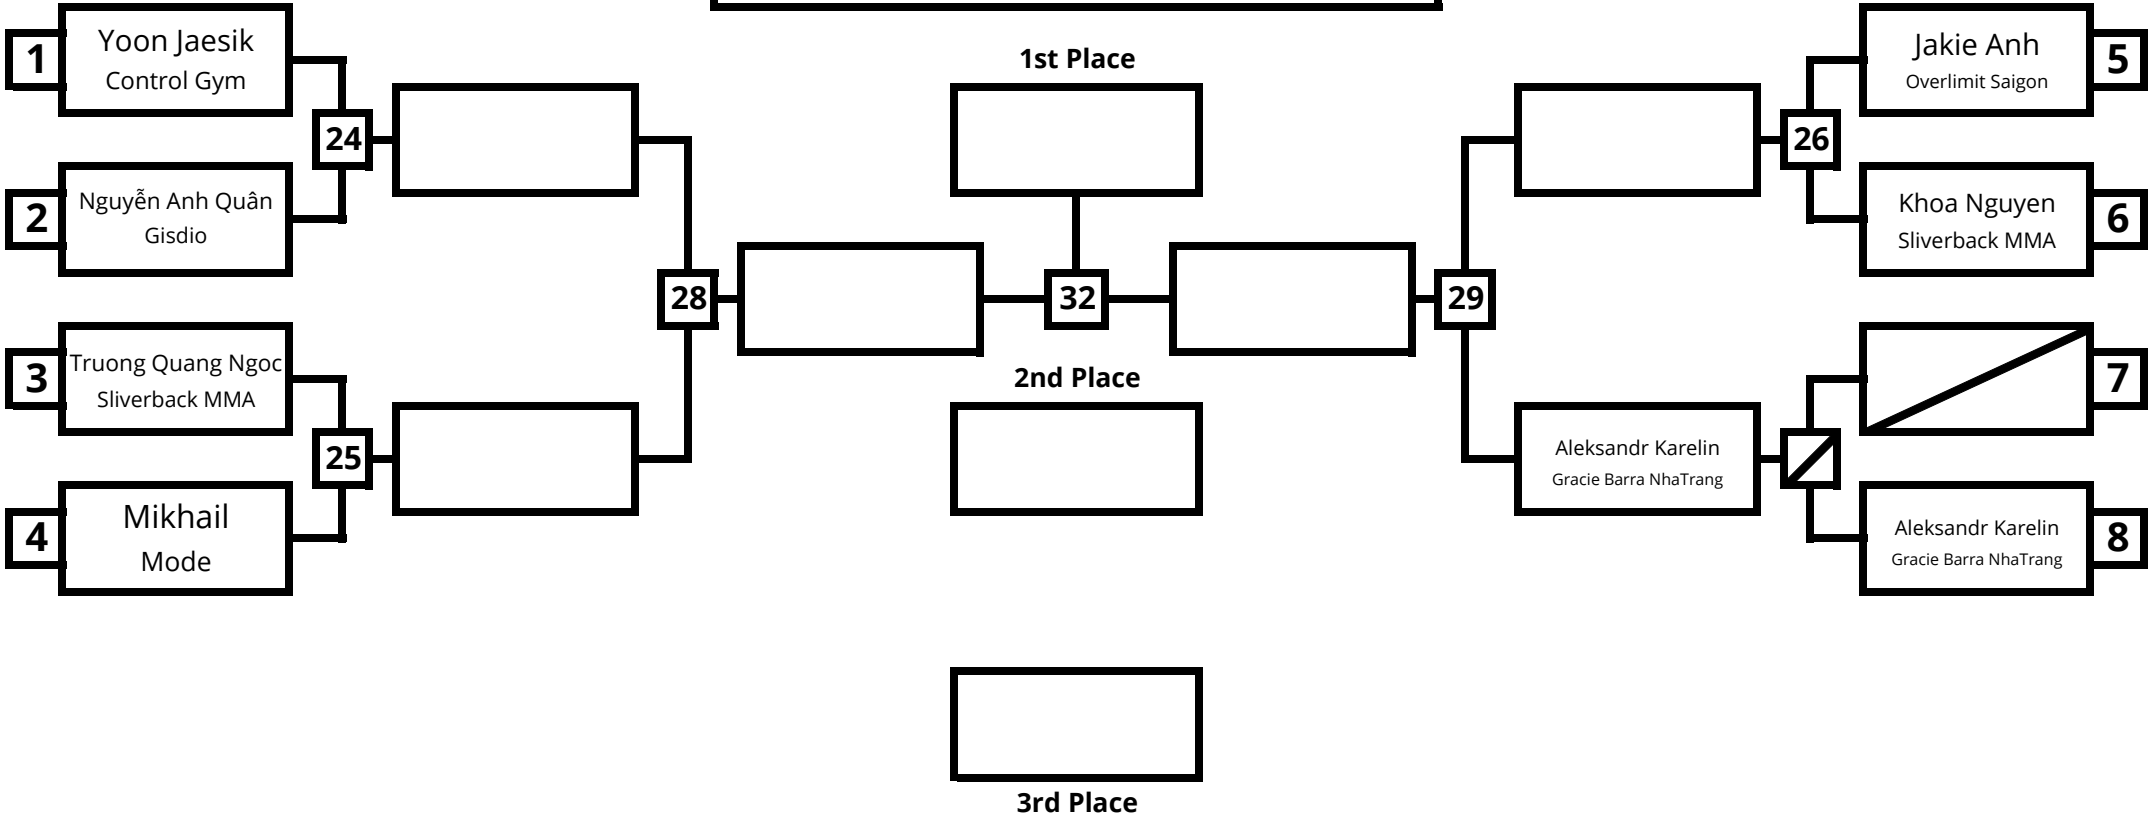 1
Yoon Jaesik
Control Gym
24
2
Nguyễn Anh Quân
Gisdio
28
3
Truong Quang Ngoc
Sliverback MMA
25
4
Mikhail
Mode
1st Place
32
2nd Place
3rd Place
29
Jakie Anh
Overlimit Saigon
5
26
Khoa Nguyen
Sliverback MMA
6
7
Aleksandr Karelin
Gracie Barra NhaTrang
Aleksandr Karelin
Gracie Barra NhaTrang
8